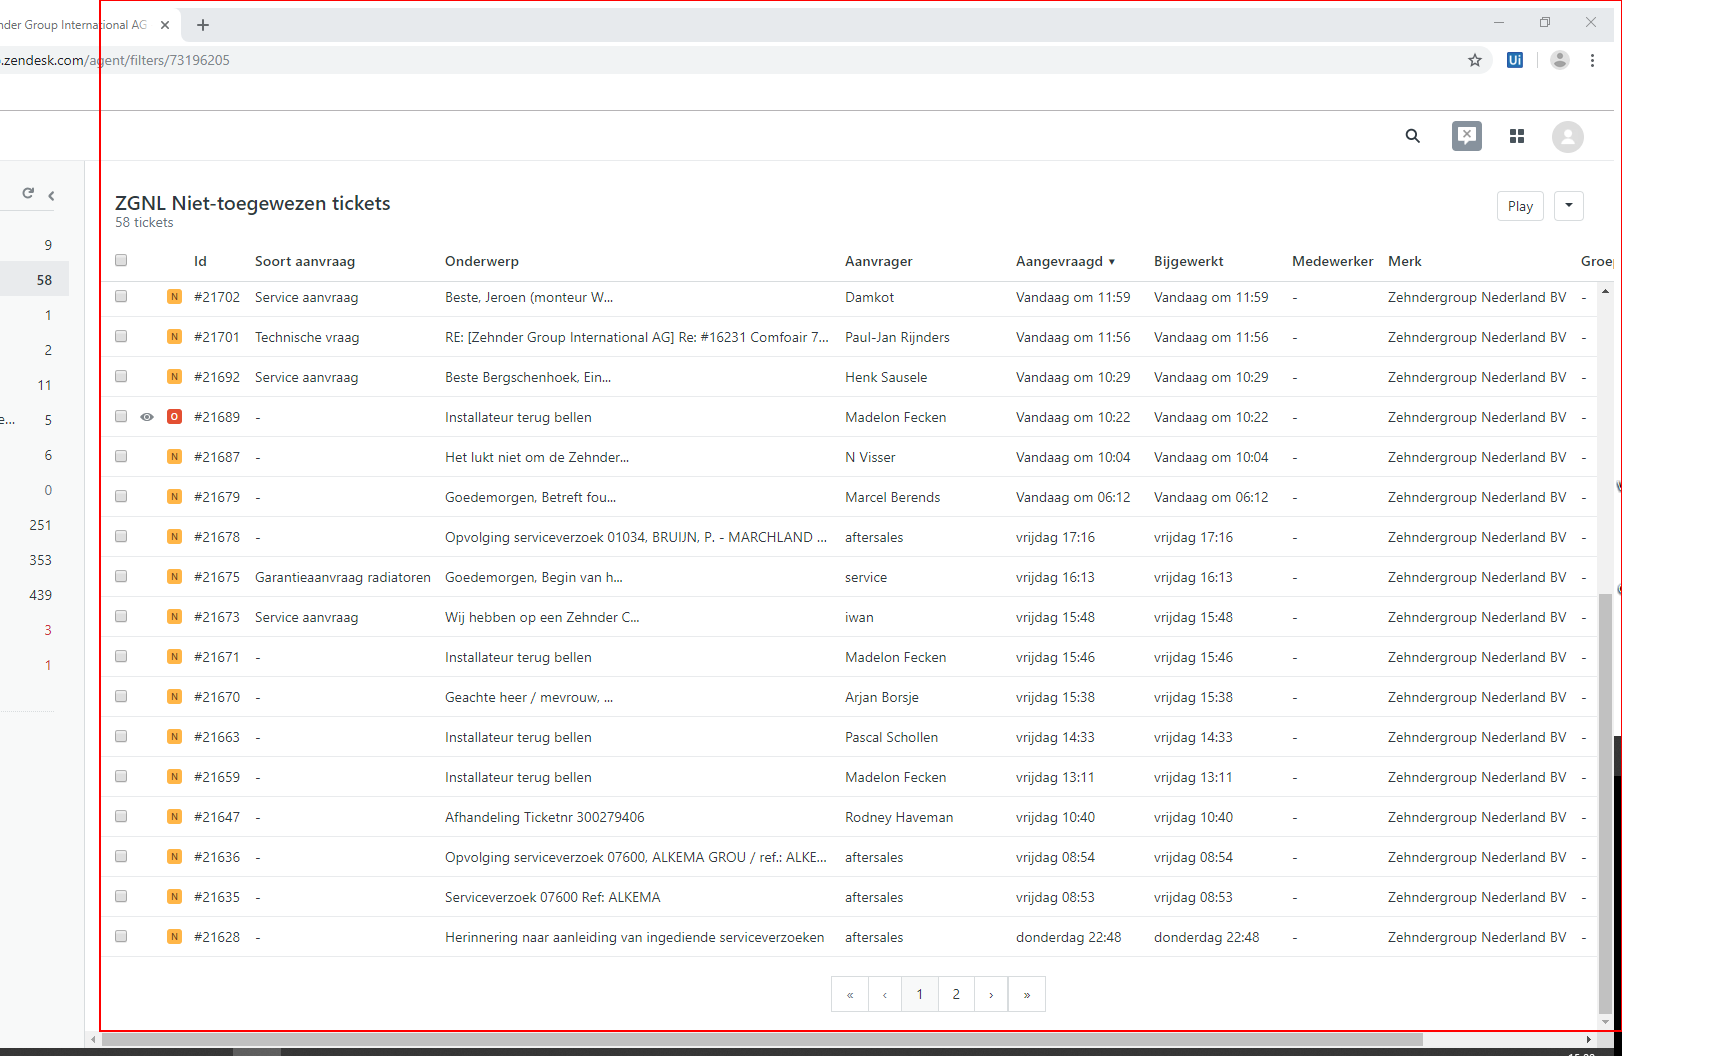 nder Group International AG
.zendesk.com/agent/filters/73196205
Ui
ZGNL Niet-toegewezen tickets
58 tickets
Play
9
58
1
2
11
e... 5
6
0
251
353
439
3
1
Id Soort aanvraag Onderwerp Aanvrager Aangevraagd Bijgewerkt Medewerker Merk Groep
N #21702 Service aanvraag Beste, Jeroen (monteur W... Damkot Vandaag om 11:59 Vandaag om 11:59 - Zehndergroup Nederland BV -
N #21701 Technische vraag RE: [Zehnder Group International AG] Re: #16231 Comfoair 7... Paul-Jan Rijnders Vandaag om 11:56 Vandaag om 11:56 - Zehndergroup Nederland BV -
N #21692 Service aanvraag Beste Bergschenhoek, Ein... Henk Sausele Vandaag om 10:29 Vandaag om 10:29 - Zehndergroup Nederland BV -
O #21689 - Installateur terug bellen Madelon Fecken Vandaag om 10:22 Vandaag om 10:22 - Zehndergroup Nederland BV -
N #21687 - Het lukt niet om de Zehnder... N Visser Vandaag om 10:04 Vandaag om 10:04 - Zehndergroup Nederland BV -
N #21679 - Goedemorgen, Betreft fou... Marcel Berends Vandaag om 06:12 Vandaag om 06:12 - Zehndergroup Nederland BV -
N #21678 - Opvolging serviceverzoek 01034, BRUIJN, P. - MARCHLAND ... aftersales vrijdag 17:16 vrijdag 17:16 - Zehndergroup Nederland BV -
N #21675 Garantieaanvraag radiatoren Goedemorgen, Begin van h... service vrijdag 16:13 vrijdag 16:13 - Zehndergroup Nederland BV -
N #21673 Service aanvraag Wij hebben op een Zehnder C... iwan vrijdag 15:48 vrijdag 15:48 - Zehndergroup Nederland BV -
N #21671 - Installateur terug bellen Madelon Fecken vrijdag 15:46 vrijdag 15:46 - Zehndergroup Nederland BV -
N #21670 - Geachte heer / mevrouw, ... Arjan Borsje vrijdag 15:38 vrijdag 15:38 - Zehndergroup Nederland BV -
N #21663 - Installateur terug bellen Pascal Schollen vrijdag 14:33 vrijdag 14:33 - Zehndergroup Nederland BV -
N #21659 - Installateur terug bellen Madelon Fecken vrijdag 13:11 vrijdag 13:11 - Zehndergroup Nederland BV -
N #21647 - Afhandeling Ticketnr 300279406 Rodney Haveman vrijdag 10:40 vrijdag 10:40 - Zehndergroup Nederland BV -
N #21636 - Opvolging serviceverzoek 07600, ALKEMA GROU / ref.: ALKE... aftersales vrijdag 08:54 vrijdag 08:54 - Zehndergroup Nederland BV -
N #21635 - Serviceverzoek 07600 Ref: ALKEMA aftersales vrijdag 08:53 vrijdag 08:53 - Zehndergroup Nederland BV -
N #21628 - Herinnering naar aanleiding van ingediende serviceverzoeken aftersales donderdag 22:48 donderdag 22:48 - Zehndergroup Nederland BV -
« ‹ 1 2 › »